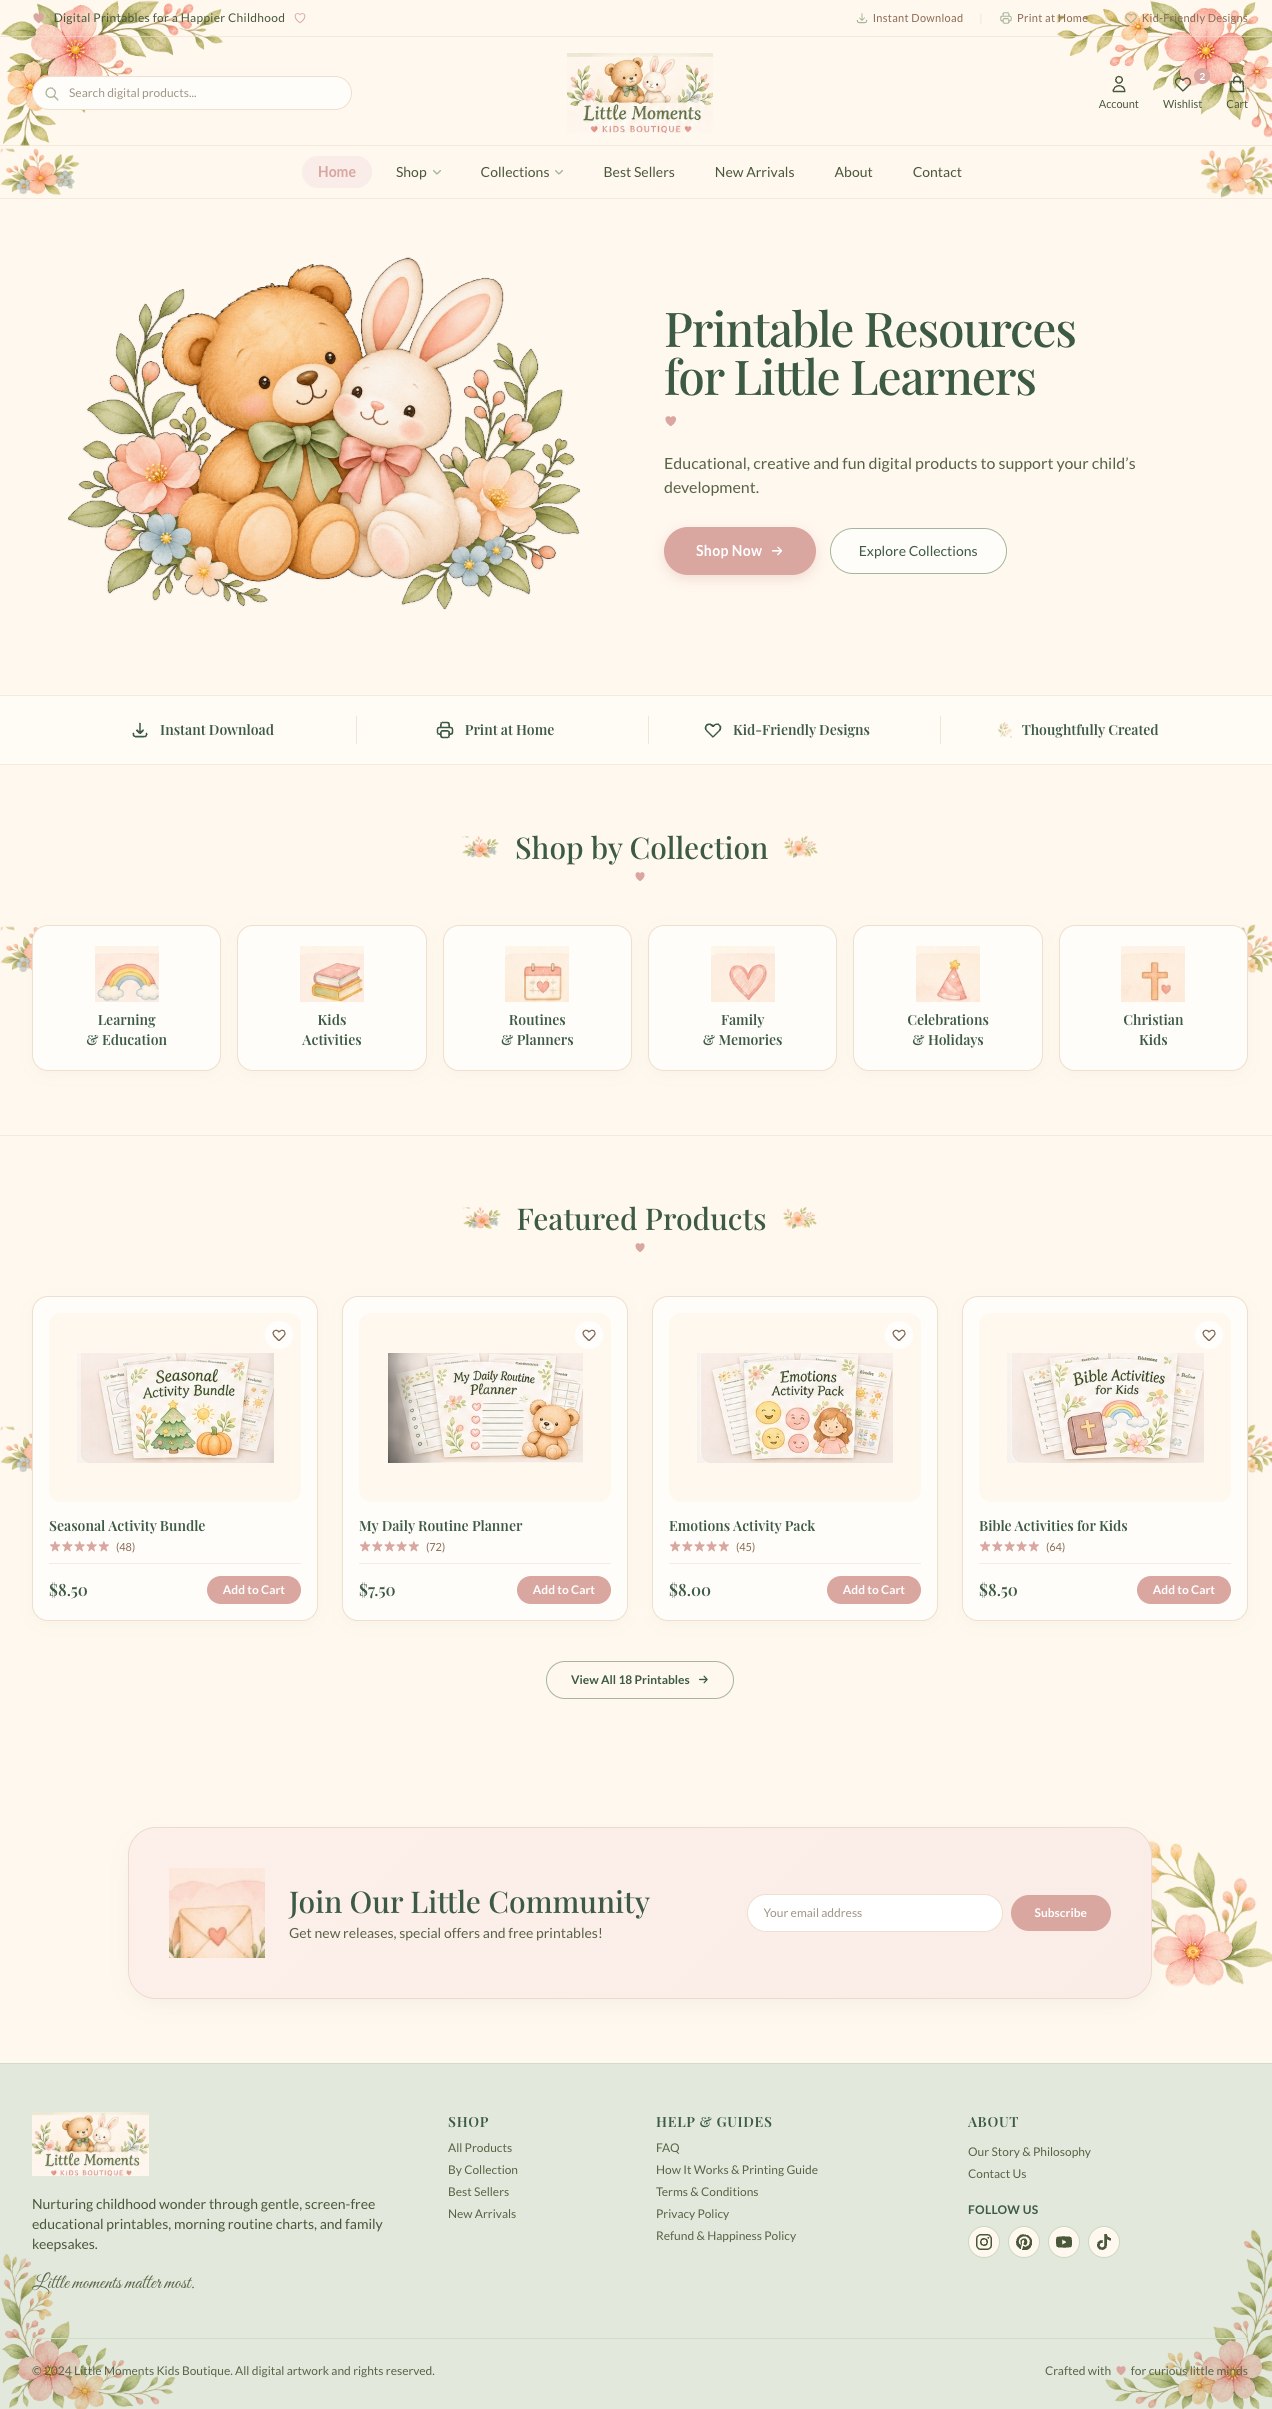 Digital Printables for a Happier Childhood
Instant Download
Print at Home
Kid-Friendly Designs
Search digital products...
Little Moments
KIDS BOUTIQUE
Account
Wishlist
2
Cart
Home
Shop
Collections
Best Sellers
New Arrivals
About
Contact
Printable Resources
for Little Learners
Educational, creative and fun digital products to support your child's
development.
Shop Now
Explore Collections
Instant Download
Print at Home
Kid-Friendly Designs
Thoughtfully Created
Shop by Collection
Learning
& Education
Kids
Activities
Routines
& Planners
Family
& Memories
Celebrations
& Holidays
Christian
Kids
Featured Products
Seasonal
Activity Bundle
Seasonal Activity Bundle
(48)
$8.50
Add to Cart
My Daily Routine
Planner
My Daily Routine Planner
(72)
$7.50
Add to Cart
Emotions
Activity Pack
Emotions Activity Pack
(45)
$8.00
Add to Cart
Bible Activities
for Kids
Bible Activities for Kids
(64)
$8.50
Add to Cart
View All 18 Printables
Join Our Little Community
Get new releases, special offers and free printables!
Your email address
Subscribe
Little Moments
KIDS BOUTIQUE
Nurturing childhood wonder through gentle, screen-free
educational printables, morning routine charts, and family
keepsakes.
Little moments matter most.
SHOP
All Products
By Collection
Best Sellers
New Arrivals
HELP & GUIDES
FAQ
How It Works & Printing Guide
Terms & Conditions
Privacy Policy
Refund & Happiness Policy
ABOUT
Our Story & Philosophy
Contact Us
FOLLOW US
© 2024 Little Moments Kids Boutique. All digital artwork and rights reserved.
Crafted with for curious little minds